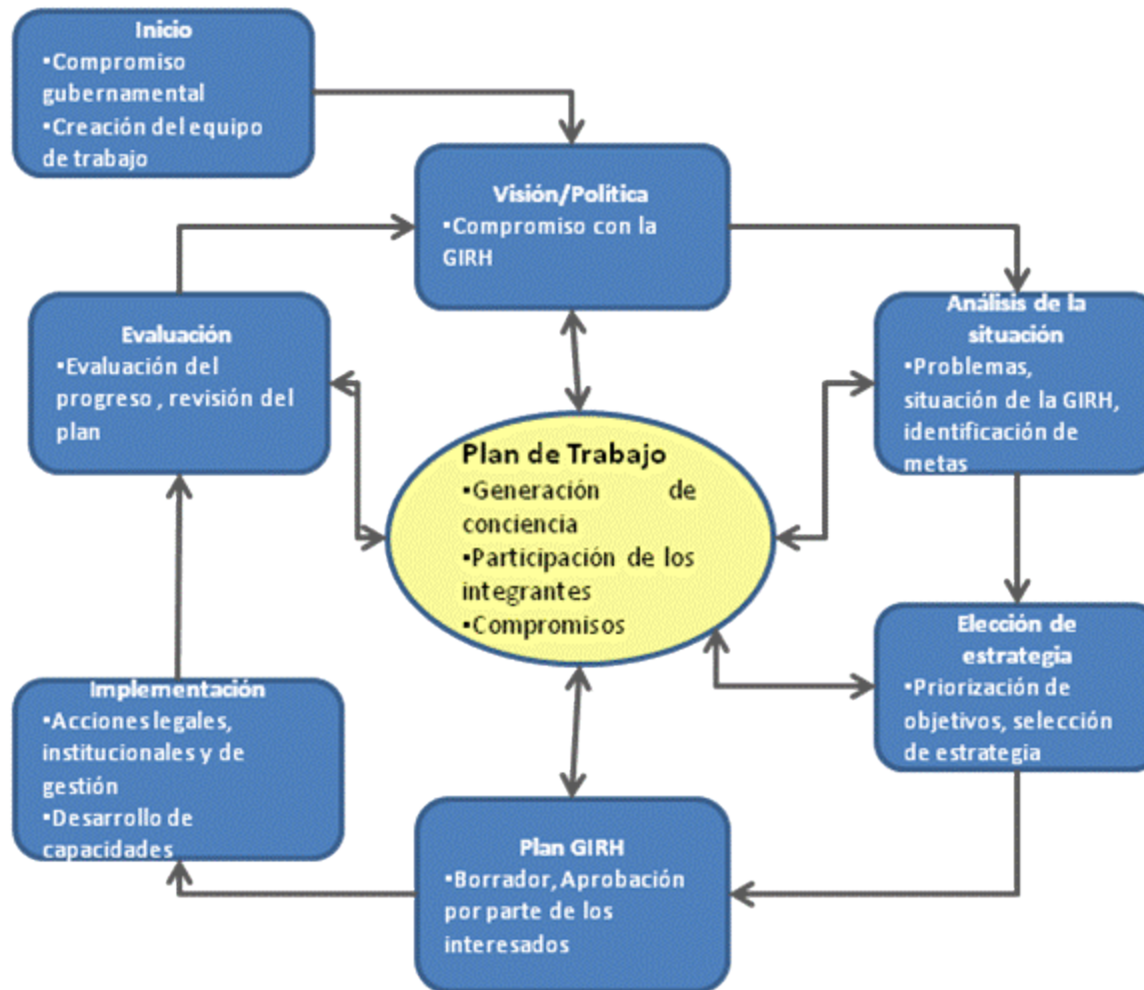 Inicio
▪Compromiso
gubernamental
▪Creación del equipo
de trabajo
Visión/Política
▪Compromiso con la
GIRH
Análisis de la
situación
▪Problemas,
situación de la GIRH,
identificación de
metas
Evaluación
▪Evaluación del
progreso , revisión del
plan
Plan de Trabajo
▪Generación de
conciencia
▪Participación de los
integrantes
▪Compromisos
Elección de
estrategia
▪Priorización de
objetivos, selección
de estrategia
Implementación
▪Acciones legales,
institucionales y de
gestión
▪Desarrollo de
capacidades
Plan GIRH
▪Borrador, Aprobación
por parte de los
interesados